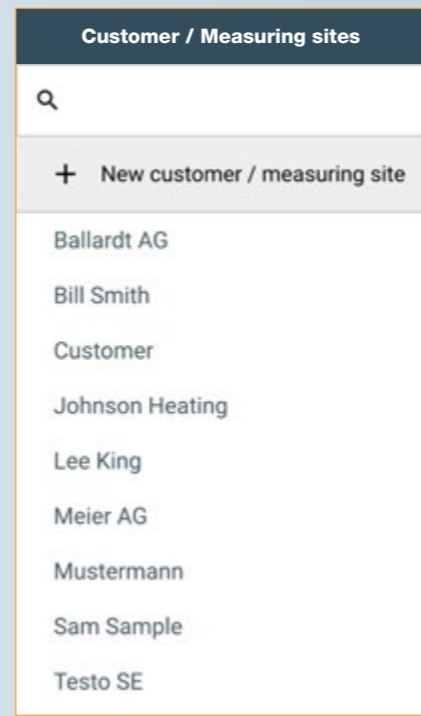 Customer / Measuring sites
+ New customer / measuring site
Ballardt AG
Bill Smith
Customer
Johnson Heating
Lee King
Meier AG
Mustermann
Sam Sample
Testo SE